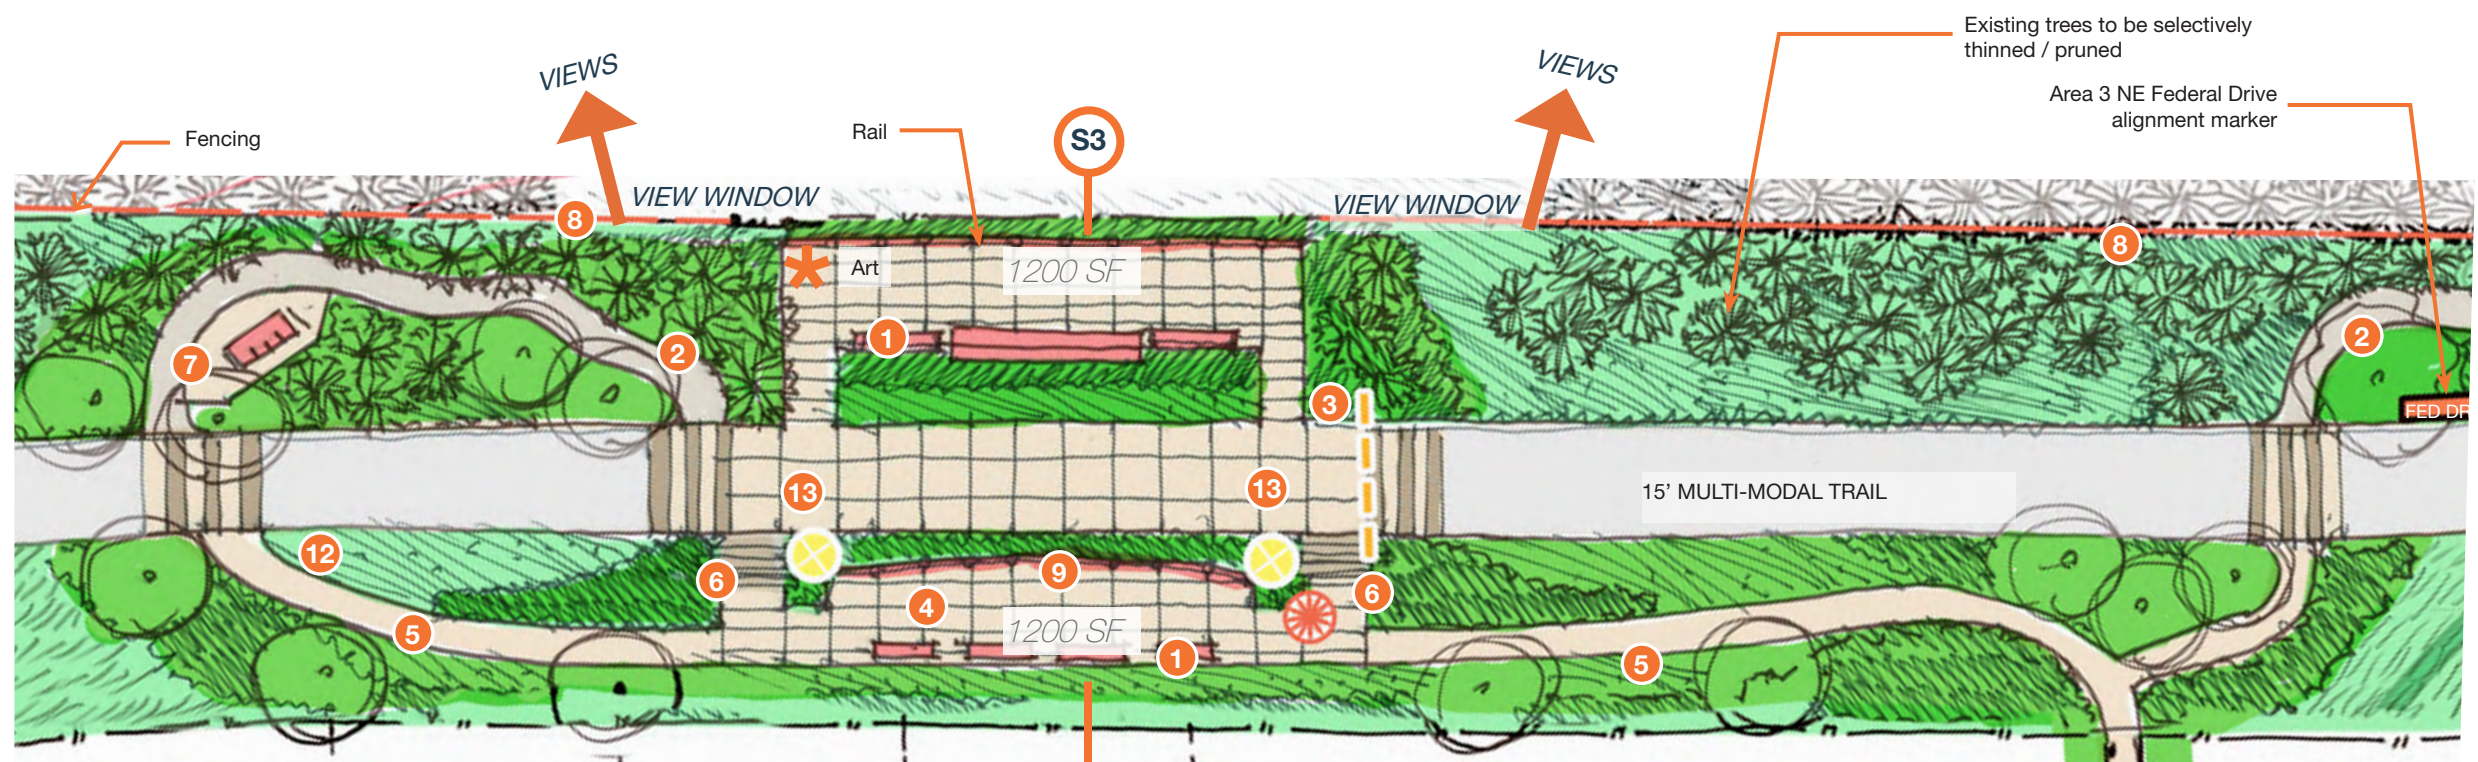 Existing trees to be selectively
thinned / pruned
VIEWS
VIEWS
Area 3 NE Federal Drive
alignment marker
Fencing
Rail
S3
VIEW WINDOW
VIEW WINDOW
8
8
Art
1200 SF
1
2
2
7
3
FED DR
13
13
15’ MULTI-MODAL TRAIL
12
6
9
6
4
5
1200 SF
1
5